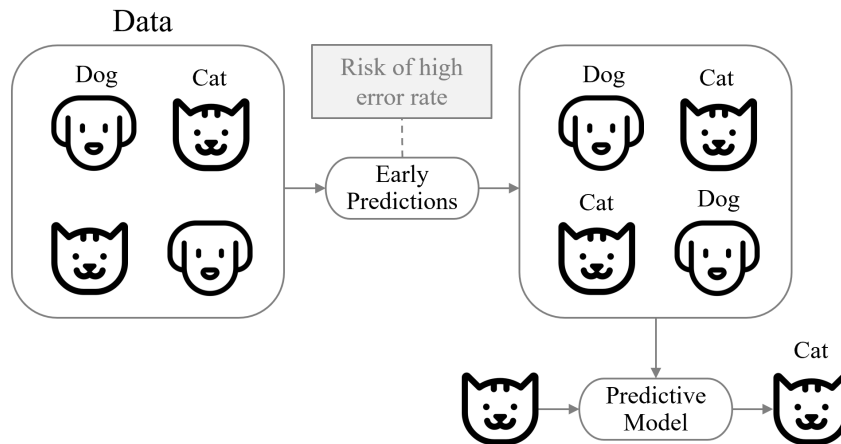 Data
Dog
Cat
Risk of high
error rate
Early
Predictions
Dog
Cat
Cat
Dog
Predictive
Model
Cat